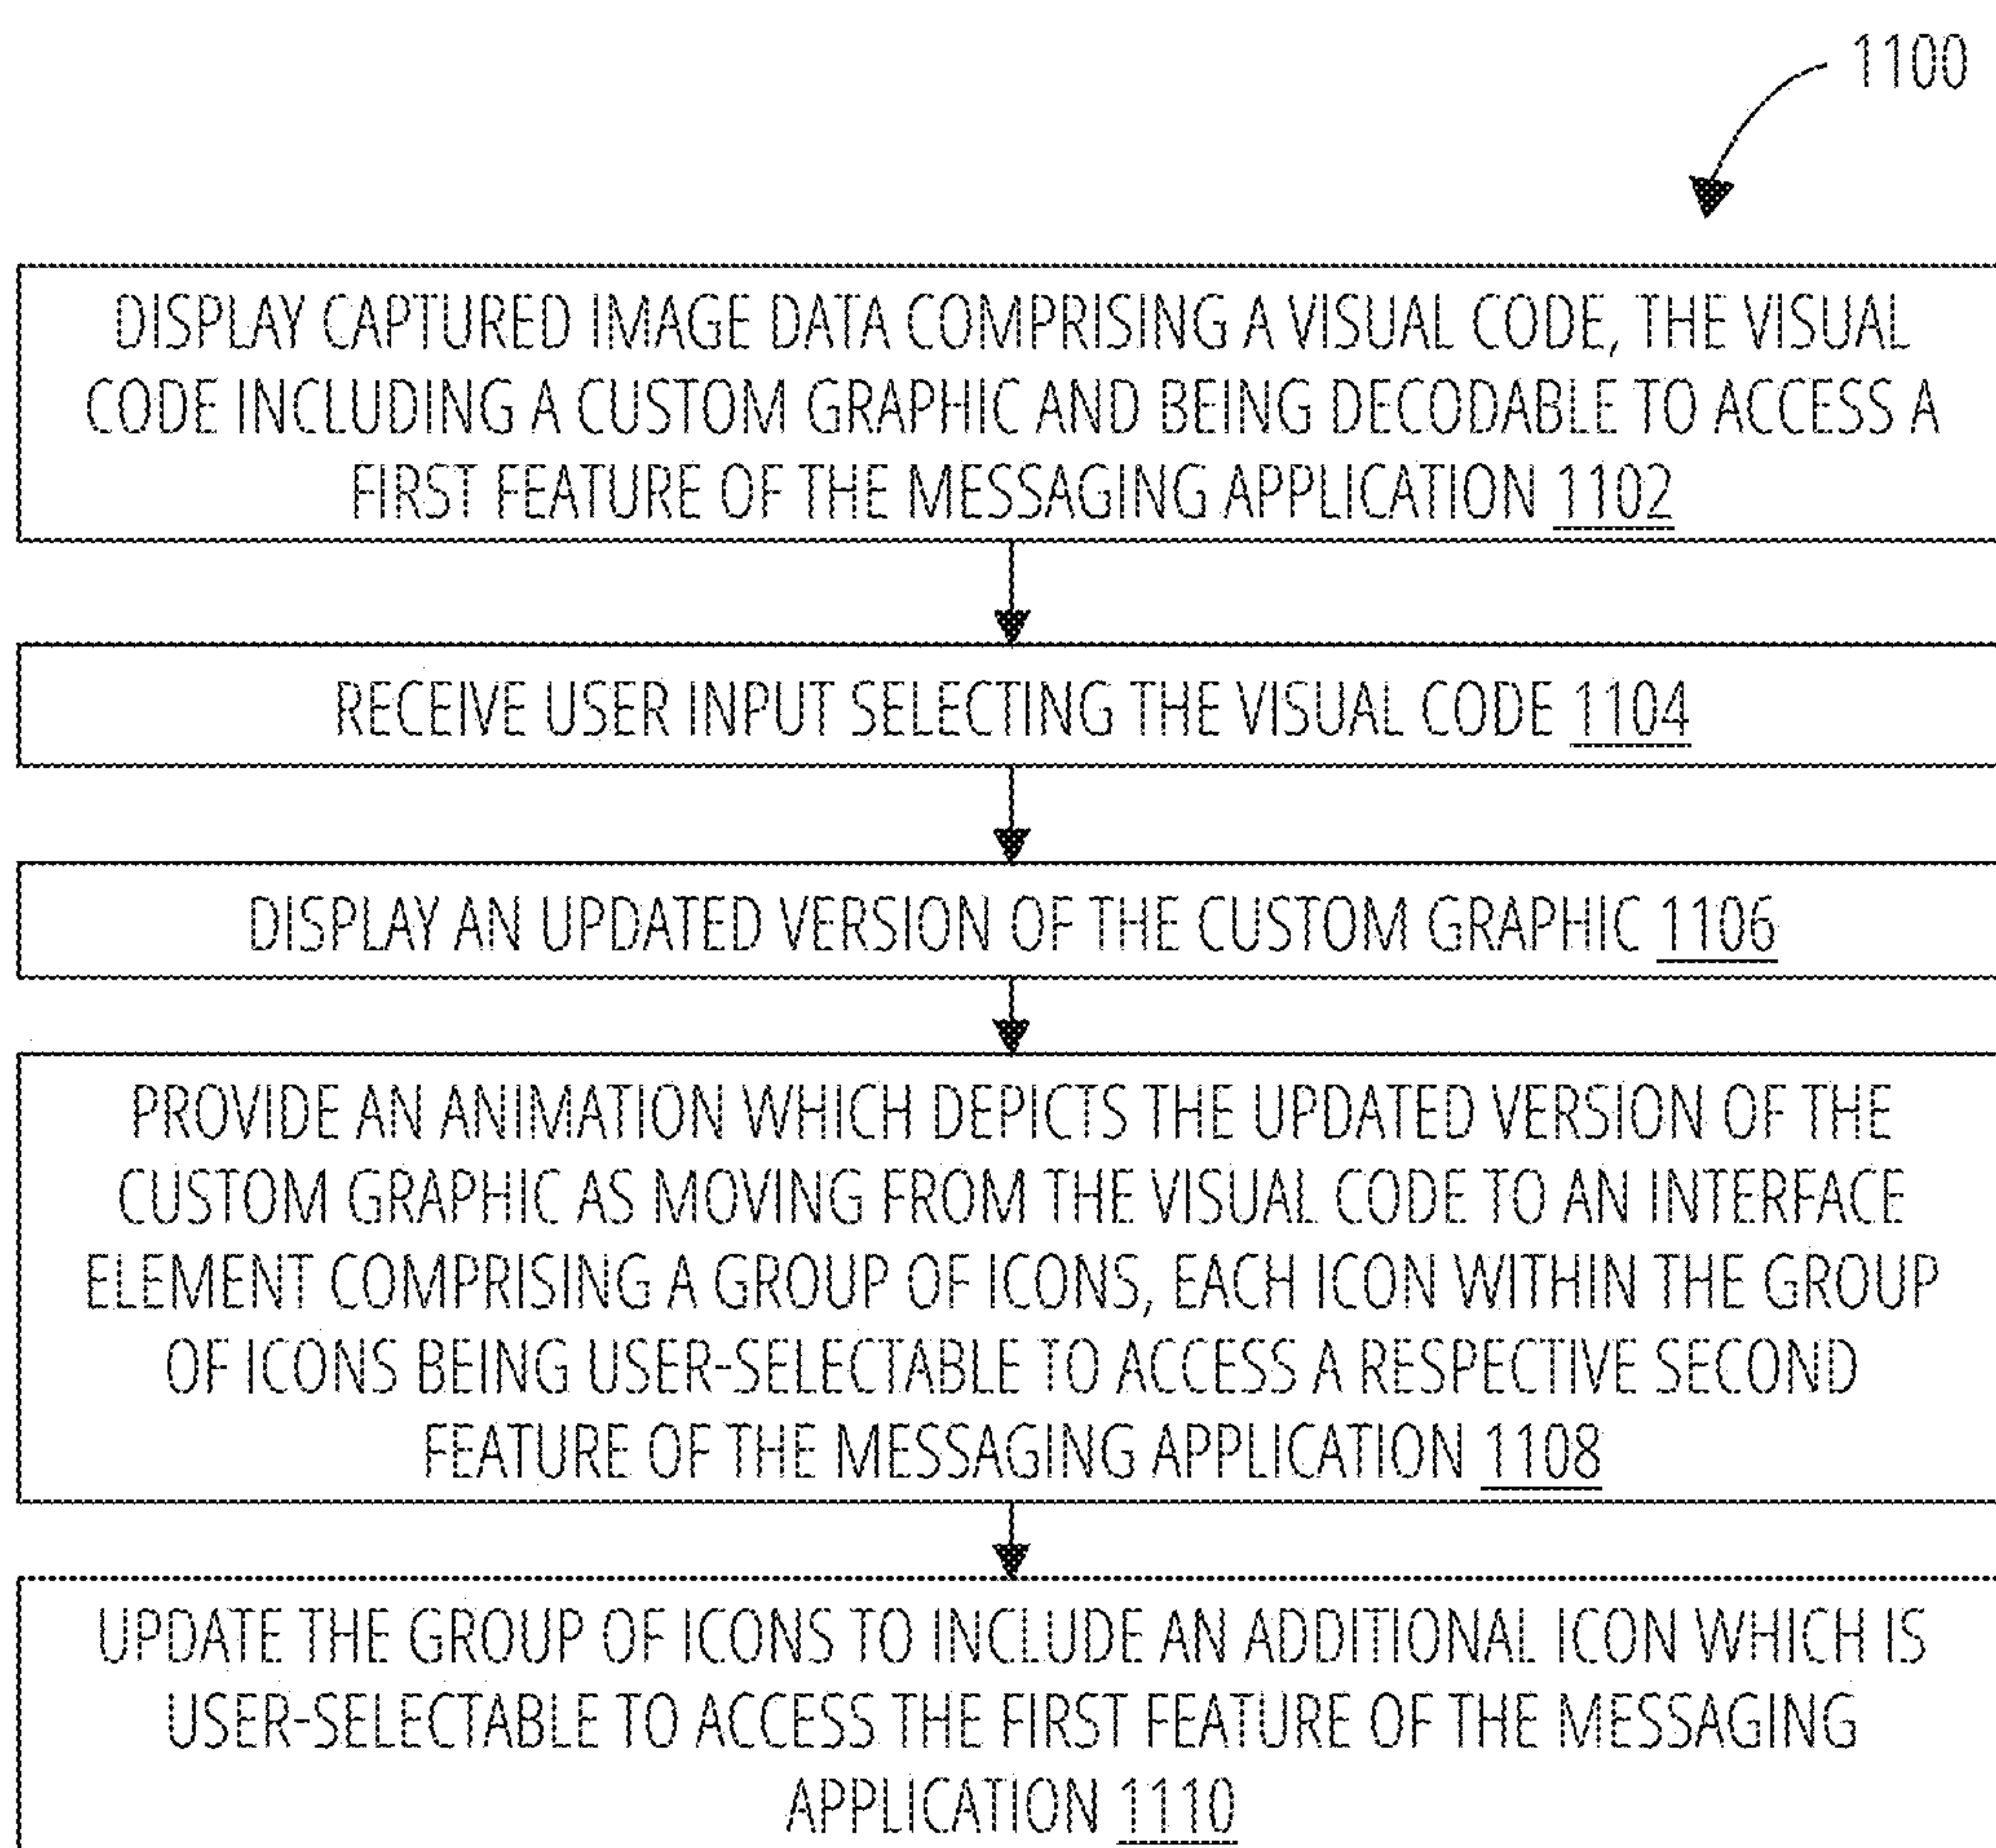 1100
DISPLAY CAPTURED IMAGE DATA COMPRISING A VISUAL CODE, THE VISUAL
CODE INCLUDING A CUSTOM GRAPHIC AND BEING DECODABLE TO ACCESS A
FIRST FEATURE OF THE MESSAGING APPLICATION 1102
RECEIVE USER INPUT SELECTING THE VISUAL CODE 1104
DISPLAY AN UPDATED VERSION OF THE CUSTOM GRAPHIC 1106
PROVIDE AN ANIMATION WHICH DEPICTS THE UPDATED VERSION OF THE
CUSTOM GRAPHIC AS MOVING FROM THE VISUAL CODE TO AN INTERFACE
ELEMENT COMPRISING A GROUP OF ICONS, EACH ICON WITHIN THE GROUP
OF ICONS BEING USER-SELECTABLE TO ACCESS A RESPECTIVE SECOND
FEATURE OF THE MESSAGING APPLICATION 1108
UPDATE THE GROUP OF ICONS TO INCLUDE AN ADDITIONAL ICON WHICH IS
USER-SELECTABLE TO ACCESS THE FIRST FEATURE OF THE MESSAGING
APPLICATION 1110